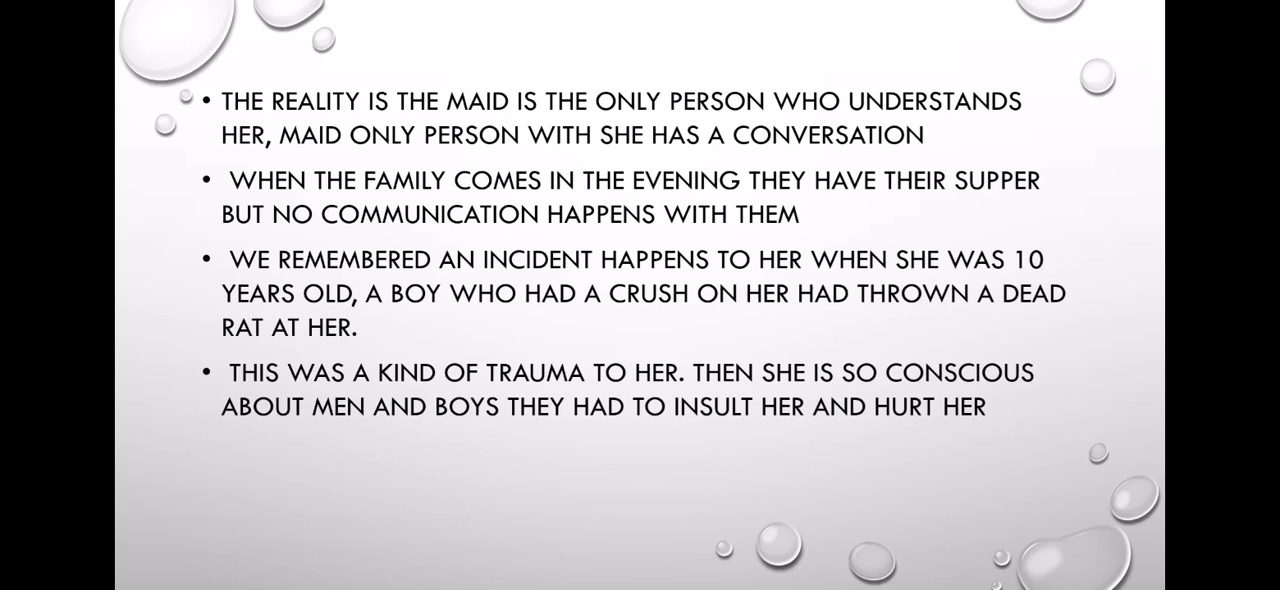 • THE REALITY IS THE MAID IS THE ONLY PERSON WHO UNDERSTANDS
HER, MAID ONLY PERSON WITH SHE HAS A CONVERSATION
• WHEN THE FAMILY COMES IN THE EVENING THEY HAVE THEIR SUPPER
BUT NO COMMUNICATION HAPPENS WITH THEM
• WE REMEMBERED AN INCIDENT HAPPENS TO HER WHEN SHE WAS 10
YEARS OLD, A BOY WHO HAD A CRUSH ON HER HAD THROWN A DEAD
RAT AT HER.
• THIS WAS A KIND OF TRAUMA TO HER. THEN SHE IS SO CONSCIOUS
ABOUT MEN AND BOYS THEY HAD TO INSULT HER AND HURT HER